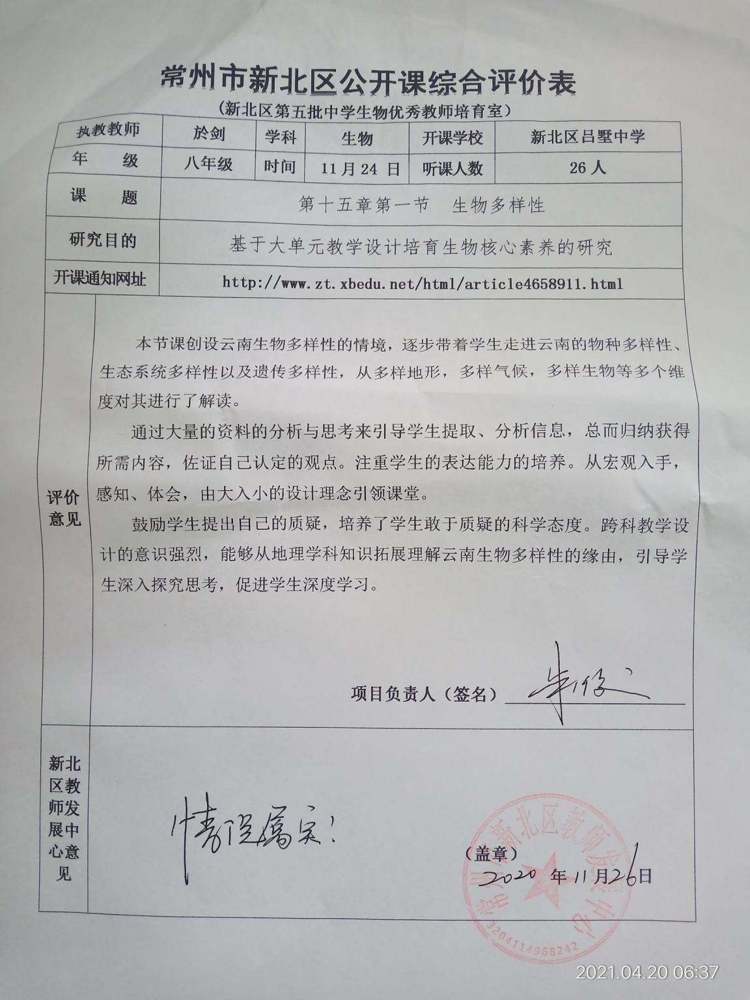 常州市新北区公开课综合评价表
(新北区第五批中学生物优秀教师培育室)
执教教师 於剑 学科 生物 开课学校 新北区吕墅中学
年 级 八年级 时间 11月24 日 听课人数 26人
课 题 第十五章第一节 生物多样性
研究目的 基于大单元教学设计培育生物核心素养的研究
开课通知网址 http://www.zt.xbedu.net/html/article4658911.html
本节课创设云南生物多样性的情境，逐步带着学生走进云南的物种多样性、
生态系统多样性以及遗传多样性，从多样地形，多样气候，多样生物等多个维
度对其进行了解读。
通过大量的资料的分析与思考来引导学生提取、分析信息，总而归纳获得
所需内容，佐证自己认定的观点。注重学生的表达能力的培养。从宏观入手，
感知、体会，由大入小的设计理念引领课堂。
评价
意见
鼓励学生提出自己的质疑，培养了学生敢于质疑的科学态度。跨科教学设
计的意识强烈，能够从地理学科知识拓展理解云南生物多样性的缘由，引导学
生深入探究思考，促进学生深度学习。
项目负责人（签名）
新北
区教
师发
展中
心意
见
情况属实！
（盖章）
2020 年 11月26日
常州市新北区教师发展中心
3204114968242
2021.04.20 06:37